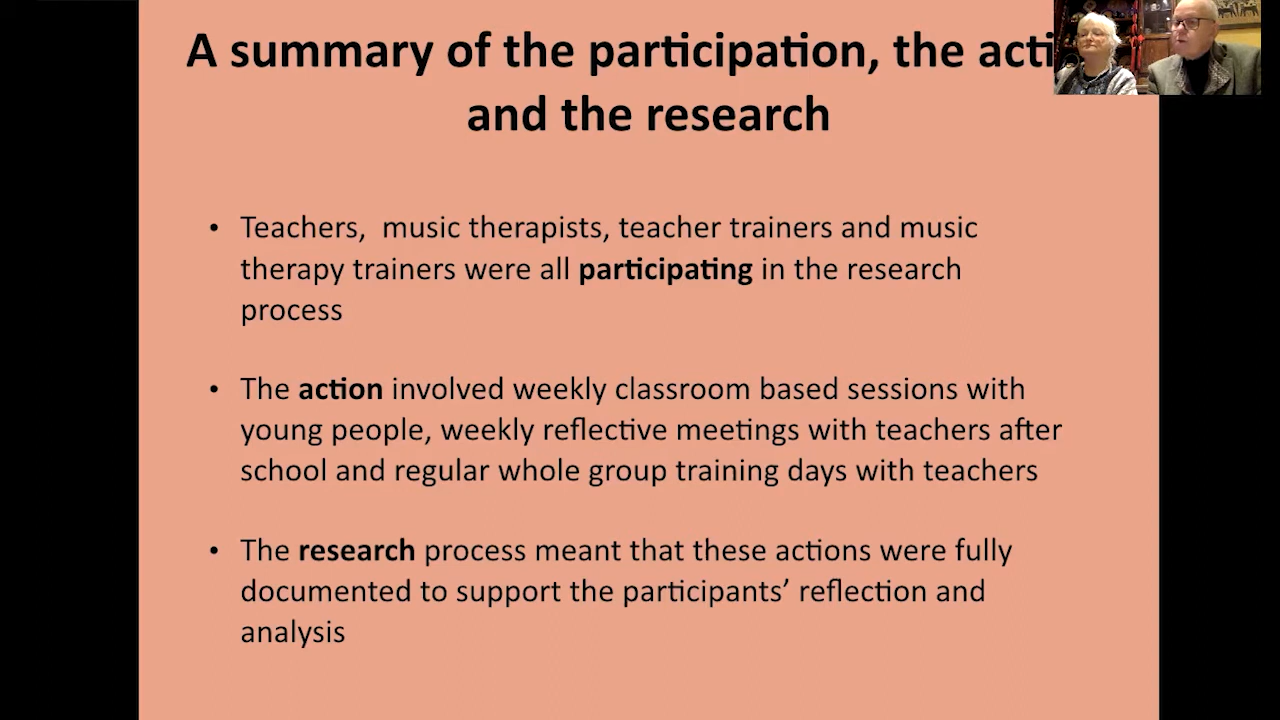 A summary of the participation, the acti
and the research
• Teachers,  music therapists, teacher trainers and music
therapy trainers were all participating in the research
process
• The action involved weekly classroom based sessions with
young people, weekly reflective meetings with teachers after
school and regular whole group training days with teachers
• The research process meant that these actions were fully
documented to support the participants’ reflection and
analysis